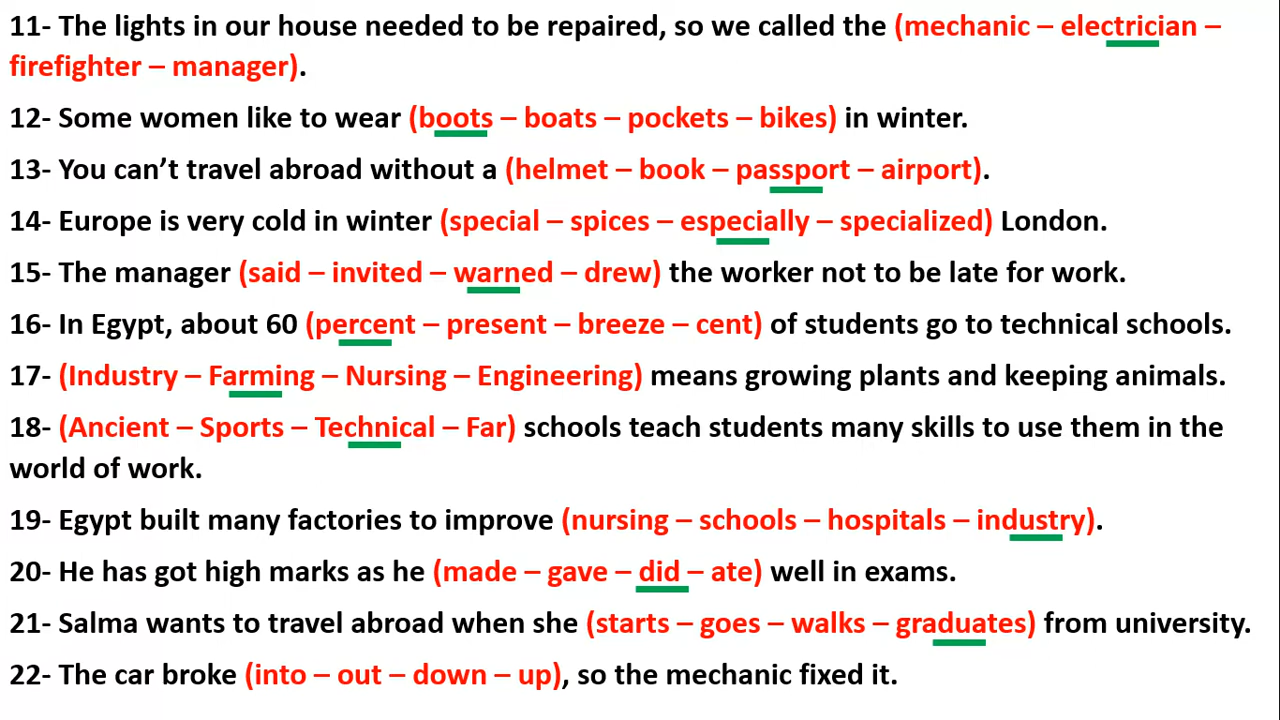 11- The lights in our house needed to be repaired, so we called the (mechanic – electrician –
firefighter – manager).
12- Some women like to wear (boots – boats – pockets – bikes) in winter.
13- You can’t travel abroad without a (helmet – book – passport – airport).
14- Europe is very cold in winter (special – spices – especially – specialized) London.
15- The manager (said – invited – warned – drew) the worker not to be late for work.
16- In Egypt, about 60 (percent – present – breeze – cent) of students go to technical schools.
17- (Industry – Farming – Nursing – Engineering) means growing plants and keeping animals.
18- (Ancient – Sports – Technical – Far) schools teach students many skills to use them in the
world of work.
19- Egypt built many factories to improve (nursing – schools – hospitals – industry).
20- He has got high marks as he (made – gave – did – ate) well in exams.
21- Salma wants to travel abroad when she (starts – goes – walks – graduates) from university.
22- The car broke (into – out – down – up), so the mechanic fixed it.